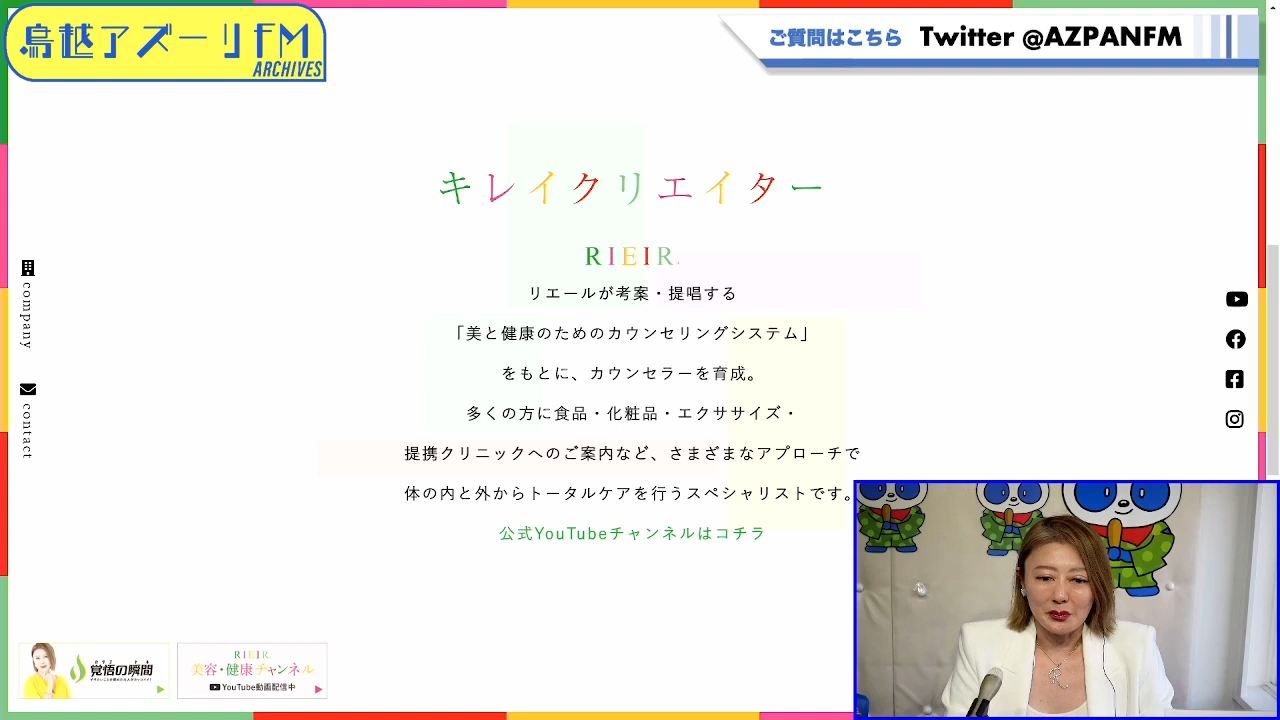 鳥越アズーリFM
ARCHIVES
ご質問はこちら Twitter @AZPANFM
キレイクリエイター
RIEIR
リエールが考案・提唱する
「美と健康のためのカウンセリングシステム」
をもとに、カウンセラーを育成。
多くの方に食品・化粧品・エクササイズ・
提携クリニックへのご案内など、さまざまなアプローチで
体の内と外からトータルケアを行うスペシャリストです。
公式YouTubeチャンネルはコチラ
company
contact
覚悟の瞬間
RIEIR
美容・健康チャンネル
YouTube動画配信中